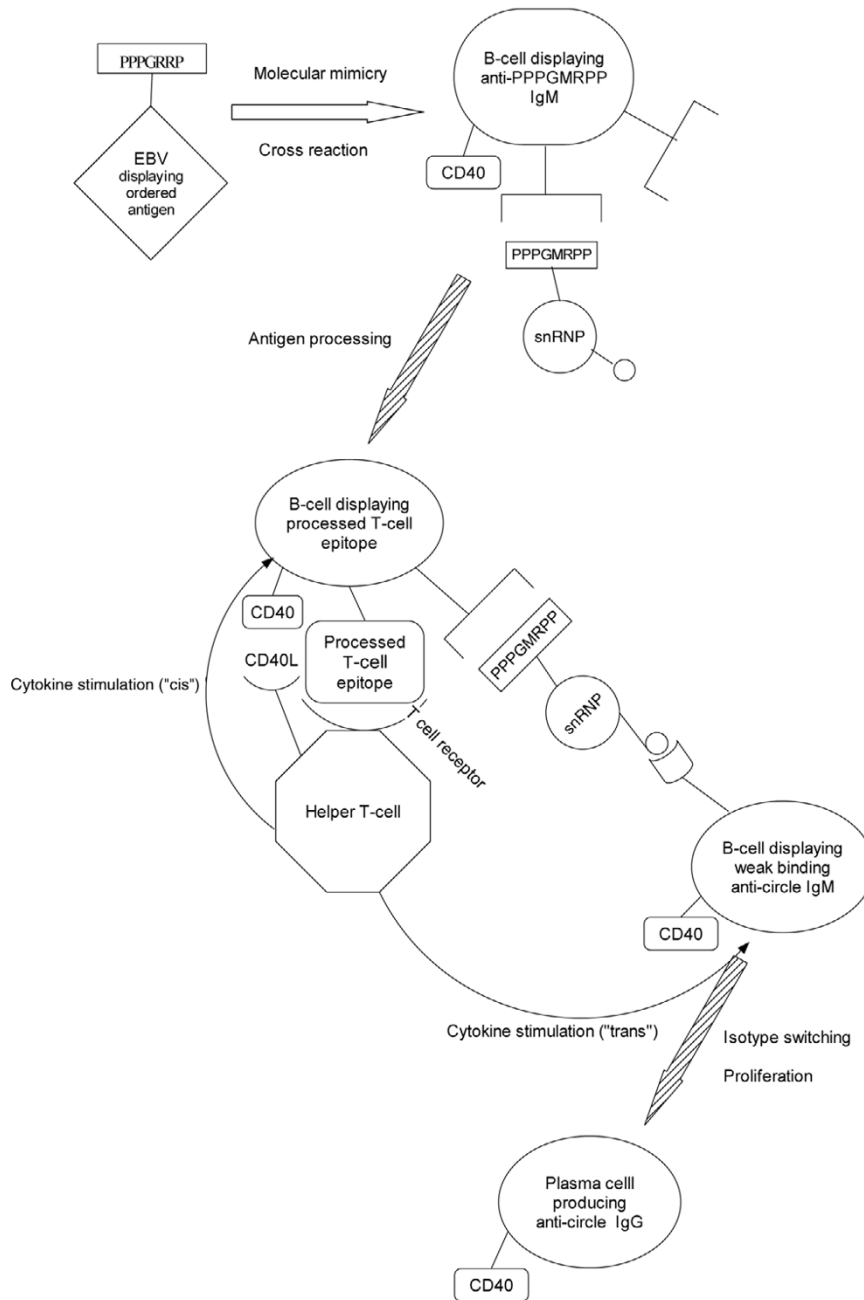 PPPGRRP
EBV
displaying
ordered
antigen
Molecular mimicry
Cross reaction
B-cell displaying
anti-PPPGMRPP
IgM
CD40
PPPGMRPP
snRNP
Antigen processing
B-cell displaying
processed T-cell
epitope
CD40
CD40L
Processed
T-cell
epitope
PPPGMRPP
snRNP
Cytokine stimulation ("cis")
T cell receptor
Helper T-cell
B-cell displaying
weak binding
anti-circle IgM
CD40
Cytokine stimulation ("trans")
Isotype switching
Proliferation
Plasma celll
producing
anti-circle IgG
CD40